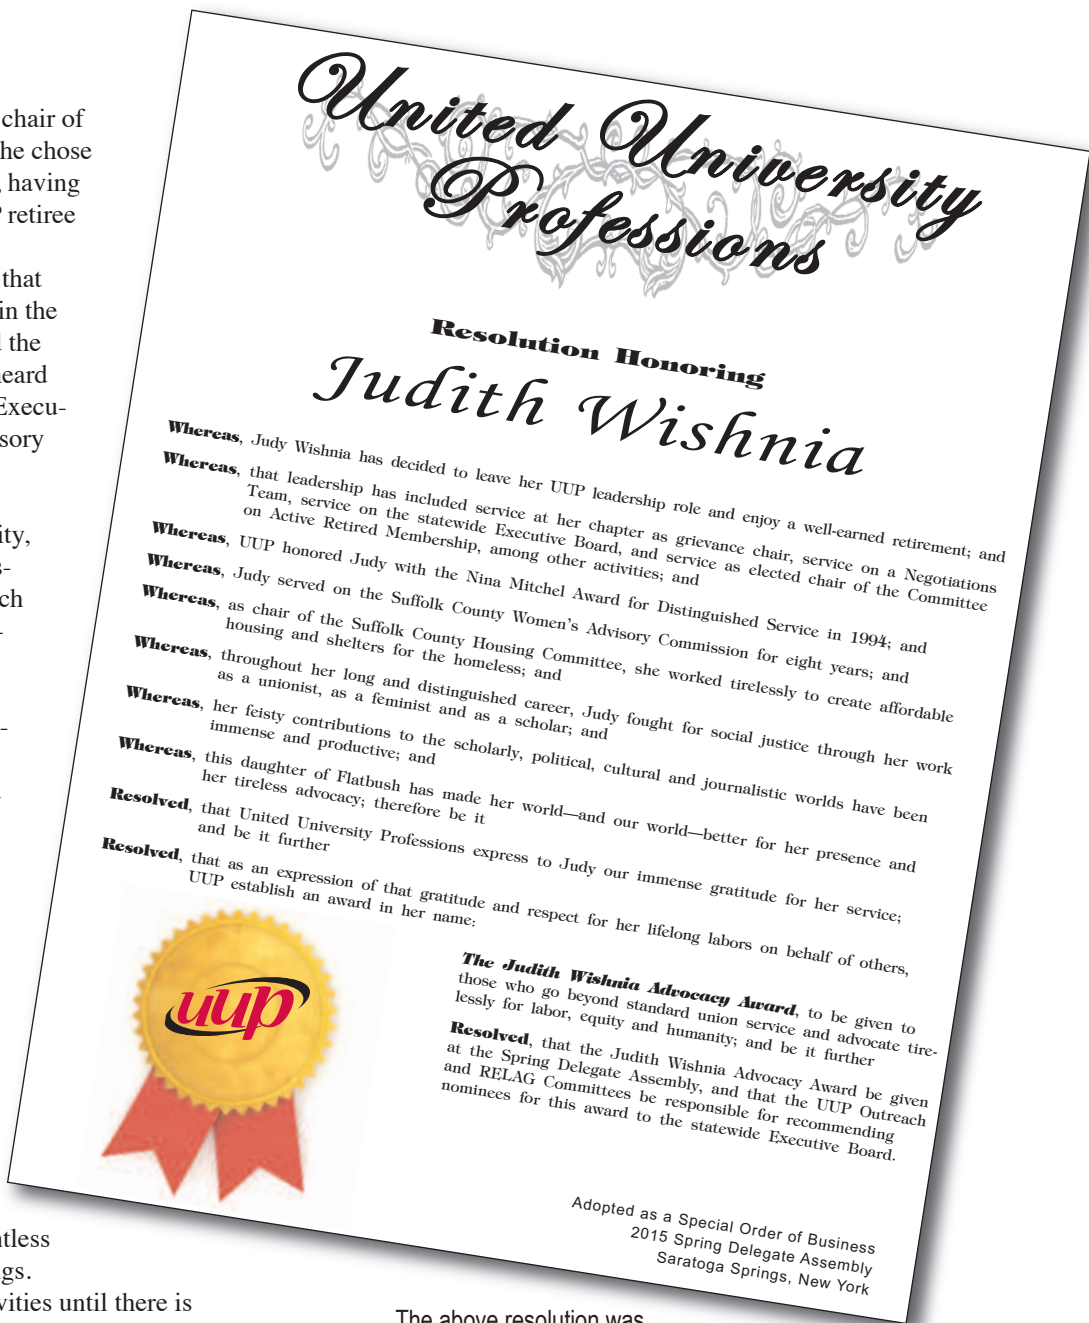 chair of
he chose
, having
retiree
that
in the
the
eard
Execu-
sory
ity,
ch
tless
gs.
vities until there is
United University
Professions
Resolution Honoring
Judith Wishnia
Whereas, Judy Wishnia has decided to leave her UUP leadership role and enjoy a well-earned retirement; and
Whereas, that leadership has included service at her chapter as grievance chair, service on a Negotiations
Team, service on the statewide Executive Board, and service as elected chair of the Committee
on Active Retired Membership, among other activities; and
Whereas, UUP honored Judy with the Nina Mitchel Award for Distinguished Service in 1994; and
Whereas, Judy served on the Suffolk County Women's Advisory Commission for eight years; and
Whereas, as chair of the Suffolk County Housing Committee, she worked tirelessly to create affordable
housing and shelters for the homeless; and
Whereas, throughout her long and distinguished career, Judy fought for social justice through her work
as a unionist, as a feminist and as a scholar; and
Whereas, her feisty contributions to the scholarly, political, cultural and journalistic worlds have been
immense and productive; and
Whereas, this daughter of Flatbush has made her world—and our world—better for her presence and
her tireless advocacy; therefore be it
Resolved, that United University Professions express to Judy our immense gratitude for her service;
and be it further
Resolved, that as an expression of that gratitude and respect for her lifelong labors on behalf of others,
UUP establish an award in her name:
The Judith Wishnia Advocacy Award, to be given to
those who go beyond standard union service and advocate tire-
lessly for labor, equity and humanity; and be it further
Resolved, that the Judith Wishnia Advocacy Award be given
at the Spring Delegate Assembly, and that the UUP Outreach
and RELAG Committees be responsible for recommending
nominees for this award to the statewide Executive Board.
uup
Adopted as a Special Order of Business
2015 Spring Delegate Assembly
Saratoga Springs, New York
The above resolution was